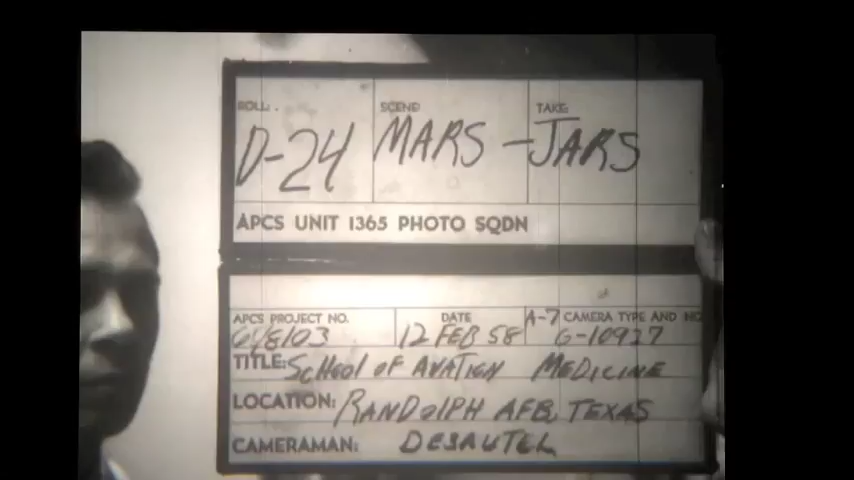 ROLL: SCENE TAKE:
D-24 MARS - JARS
APCS UNIT 1365 PHOTO SQDN
APCS PROJECT NO. DATE A-7 CAMERA TYPE AND NO
12 FEB 58 G-10927
TITLE: SCHOOL OF AVATION MEDICINE
LOCATION: RANDOLPH AFB, TEXAS
CAMERAMAN: DESAUTEL